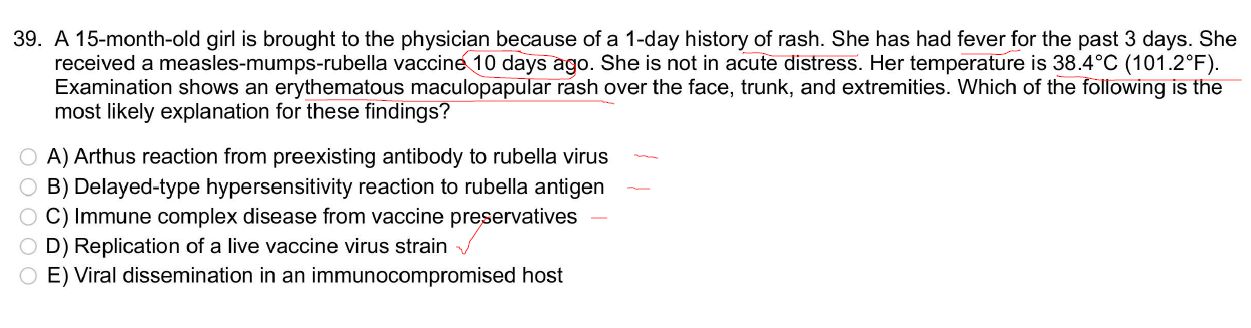 39. A 15-month-old girl is brought to the physician because of a 1-day history of rash. She has had fever for the past 3 days. She
received a measles-mumps-rubella vaccine 10 days ago. She is not in acute distress. Her temperature is 38.4°C (101.2°F).
Examination shows an erythematous maculopapular rash over the face, trunk, and extremities. Which of the following is the
most likely explanation for these findings?
A) Arthus reaction from preexisting antibody to rubella virus
B) Delayed-type hypersensitivity reaction to rubella antigen
C) Immune complex disease from vaccine preservatives
D) Replication of a live vaccine virus strain
E) Viral dissemination in an immunocompromised host